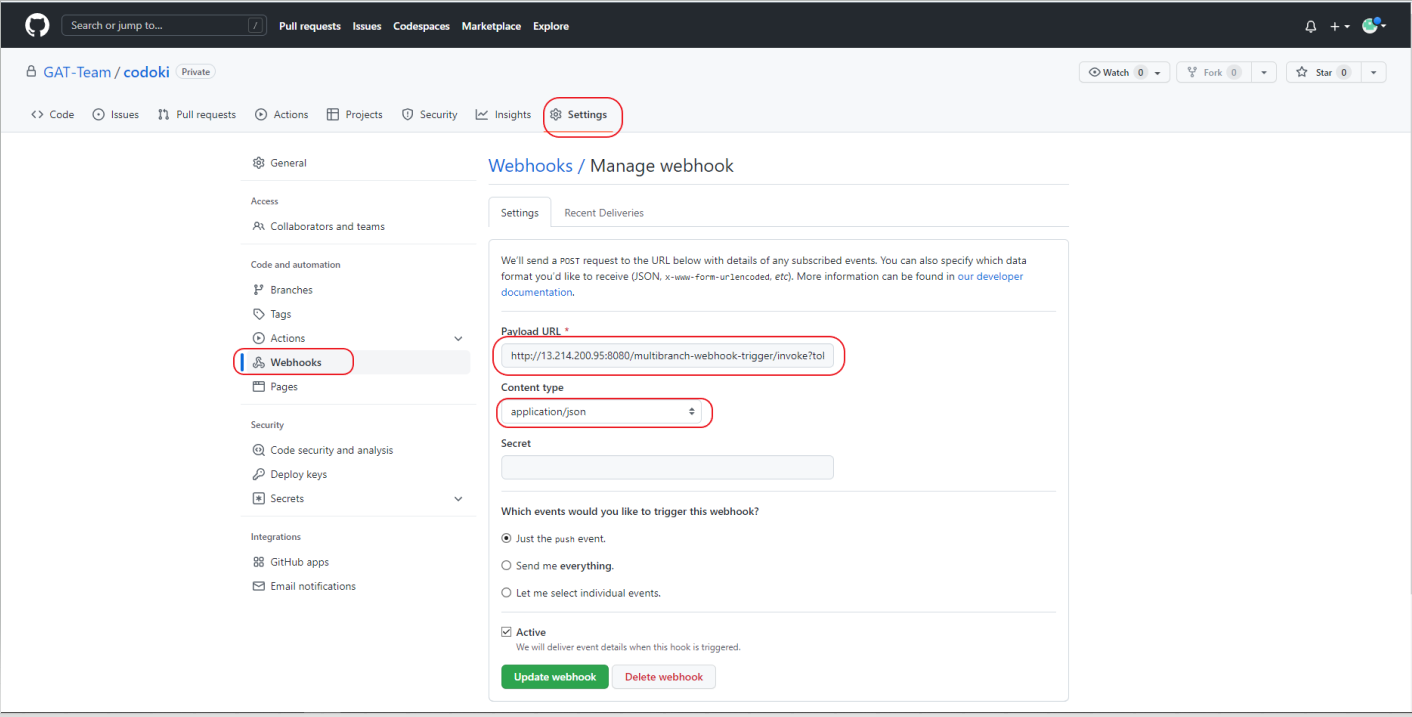 Search or jump to... /
Pull requests Issues Codespaces Marketplace Explore
GAT-Team / codoki Private
Watch 0 Fork 0 Star 0
Code Issues Pull requests Actions Projects Security Insights Settings
General
Access
Collaborators and teams
Code and automation
Branches
Tags
Actions
Webhooks
Pages
Security
Code security and analysis
Deploy keys
Secrets
Integrations
GitHub apps
Email notifications
Webhooks / Manage webhook
Settings Recent Deliveries
We'll send a POST request to the URL below with details of any subscribed events. You can also specify which data
format you'd like to receive (JSON, x-www-form-urlencoded, etc). More information can be found in our developer
documentation.
Payload URL *
http://13.214.200.95:8080/multibranch-webhook-trigger/invoke?tol
Content type
application/json
Secret
Which events would you like to trigger this webhook?
Just the push event.
Send me everything.
Let me select individual events.
Active
We will deliver event details when this hook is triggered.
Update webhook Delete webhook